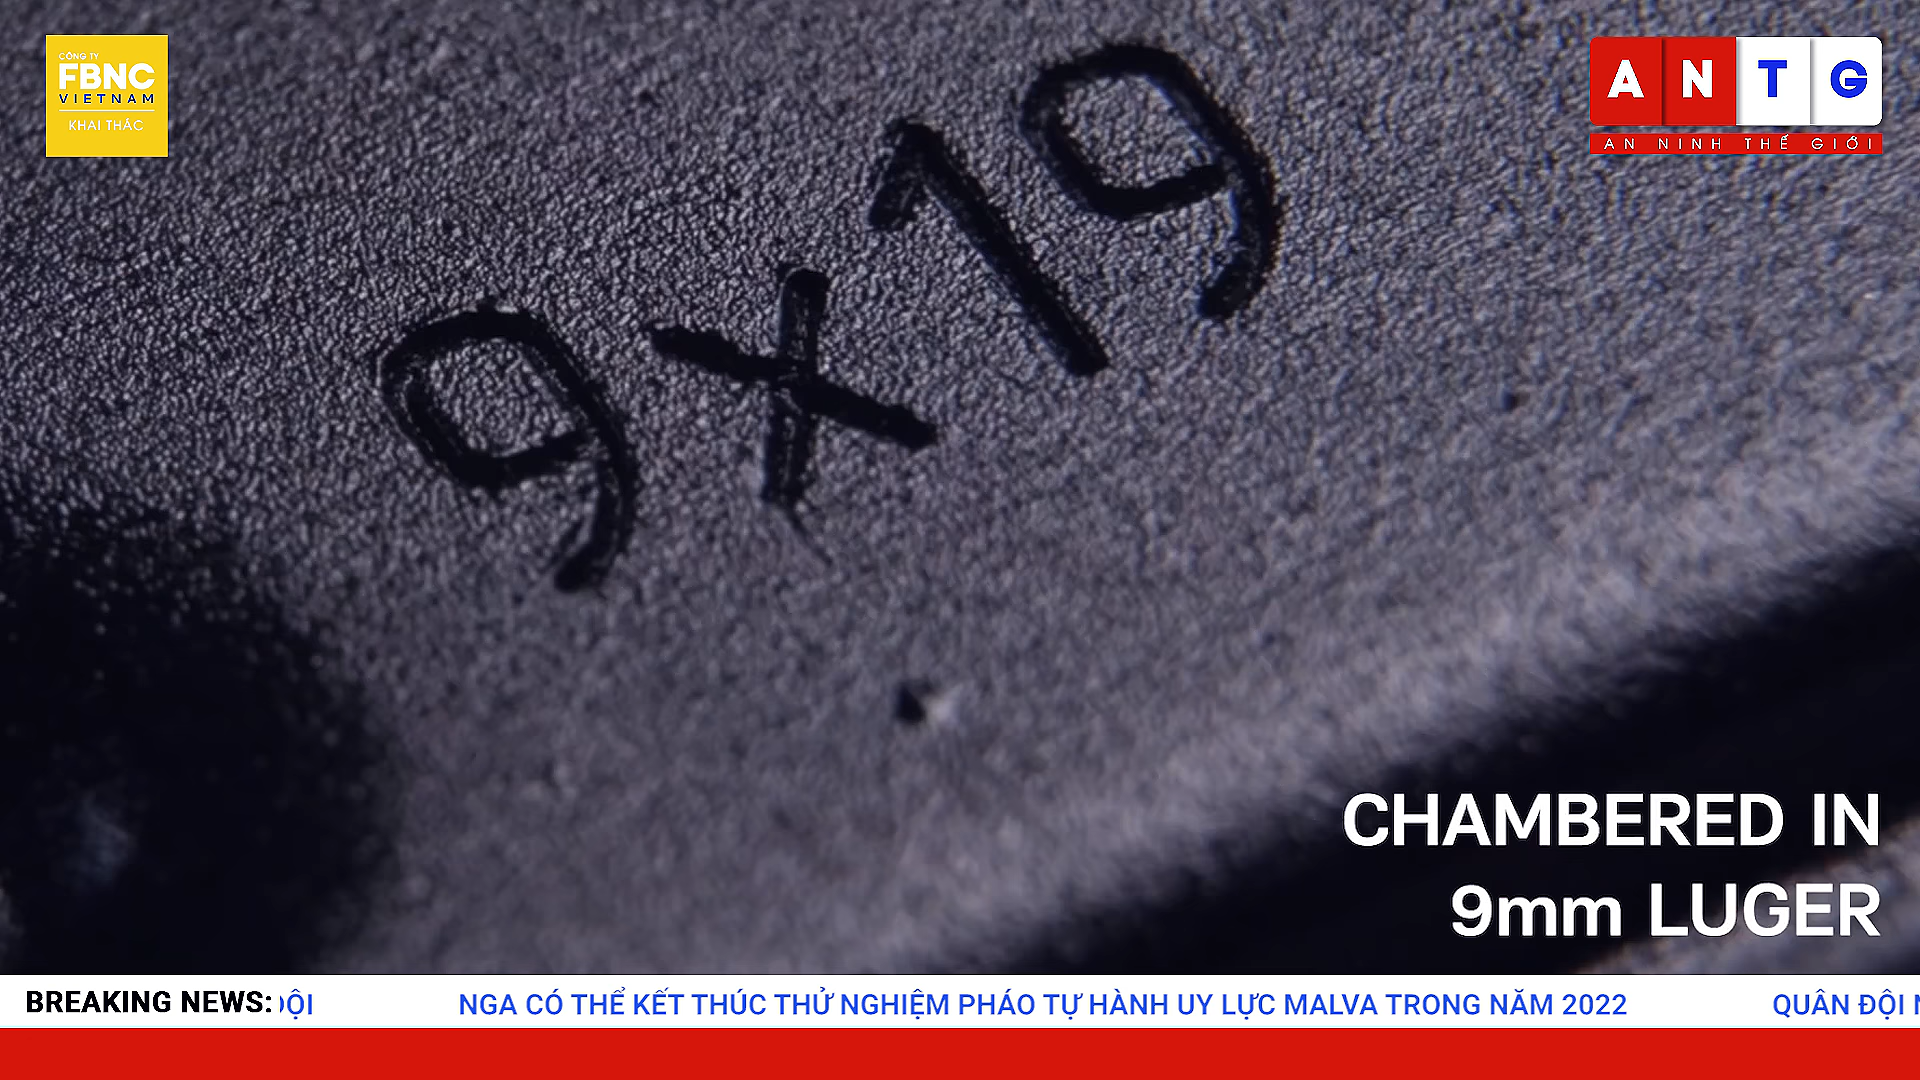 CÔNG TY
FBNC
VIETNAM
KHAI THÁC
ANTG
AN NINH THẾ GIỚI
9x19
CHAMBERED IN
9mm LUGER
BREAKING NEWS:
NGA CÓ THỂ KẾT THÚC THỬ NGHIỆM PHÁO TỰ HÀNH UY LỰC MALVA TRONG NĂM 2022
QUÂN ĐỘI